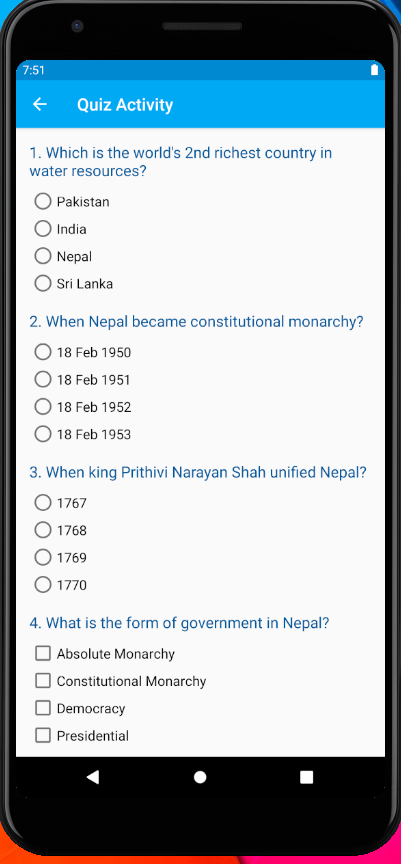 7:51
Quiz Activity
1. Which is the world's 2nd richest country in
water resources?
Pakistan
India
Nepal
Sri Lanka
2. When Nepal became constitutional monarchy?
18 Feb 1950
18 Feb 1951
18 Feb 1952
18 Feb 1953
3. When king Prithivi Narayan Shah unified Nepal?
1767
1768
1769
1770
4. What is the form of government in Nepal?
Absolute Monarchy
Constitutional Monarchy
Democracy
Presidential